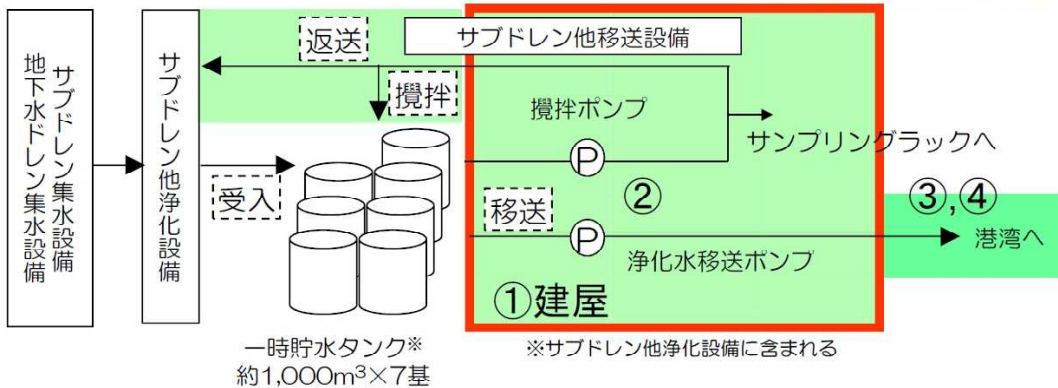 サブドレン集水設備
地下水ドレン集水設備
サブドレン他浄化設備
返送
サブドレン他移送設備
攪拌
攪拌ポンプ
サンプリングラックへ
P
受入
②
③,④
移送
P
港湾へ
浄化水移送ポンプ
①建屋
一時貯水タンク※
約1,000m³×7基
※サブドレン他浄化設備に含まれる